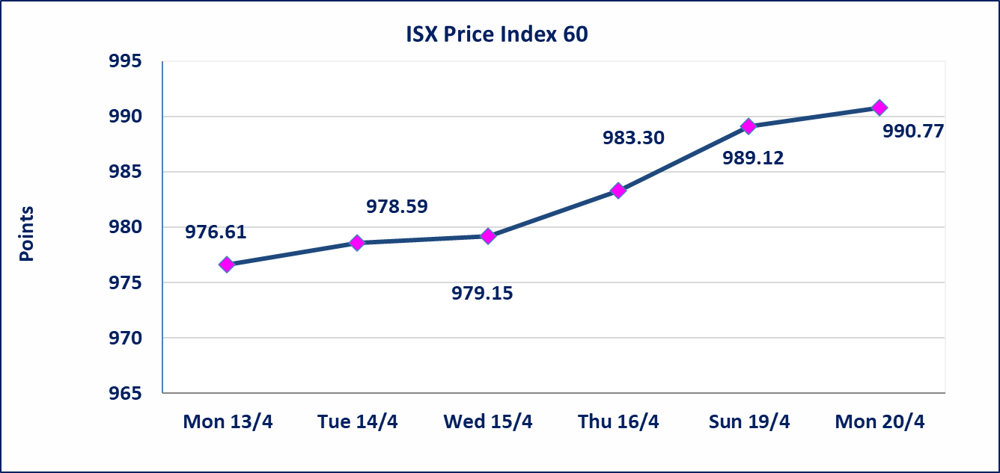 ISX Price Index 60
995
990
985
980
975
970
965
Points
976.61
978.59
979.15
983.30
989.12
990.77
Mon 13/4
Tue 14/4
Wed 15/4
Thu 16/4
Sun 19/4
Mon 20/4